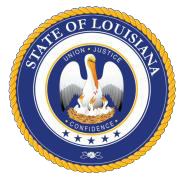 STATE OF LOUISIANA
UNION • JUSTICE
• CONFIDENCE •